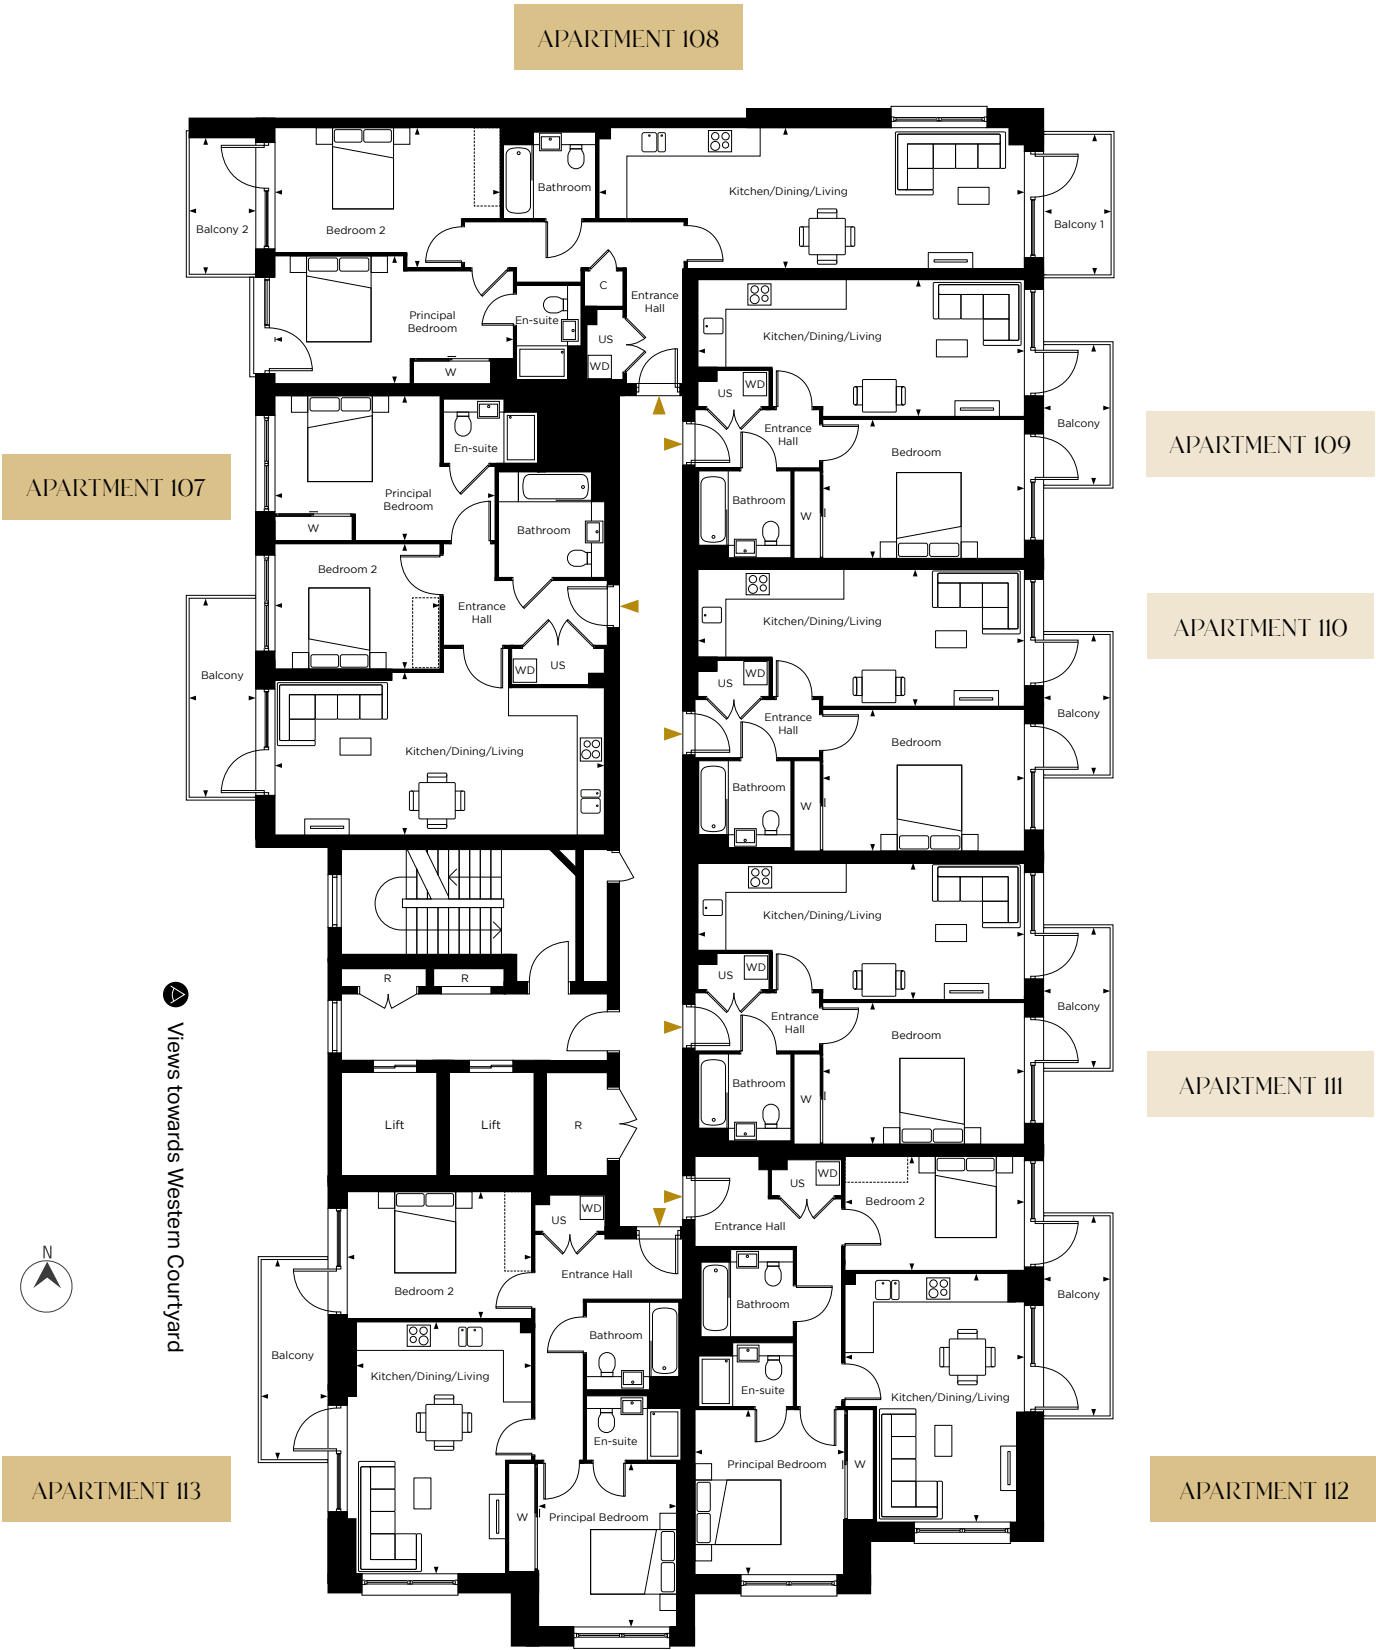 APARTMENT 108
Balcony 2
Bedroom 2
Bathroom
Kitchen/Dining/Living
Balcony 1
Principal
Bedroom
W
En-suite
C
US
WD
Entrance
Hall
APARTMENT 107
Principal
Bedroom
W
En-suite
Bathroom
Bedroom 2
Entrance
Hall
WD
US
Balcony
Kitchen/Dining/Living
APARTMENT 109
Kitchen/Dining/Living
US
WD
Entrance
Hall
Bedroom
Balcony
Bathroom
W
APARTMENT 110
Kitchen/Dining/Living
US
WD
Entrance
Hall
Bedroom
Balcony
Bathroom
W
APARTMENT 111
Kitchen/Dining/Living
US
WD
Entrance
Hall
Bedroom
Balcony
Bathroom
W
R
R
Lift
Lift
R
Views towards Western Courtyard
N
APARTMENT 112
US
WD
Entrance Hall
Bedroom 2
Bathroom
Balcony
En-suite
Kitchen/Dining/Living
Principal Bedroom
W
APARTMENT 113
Bedroom 2
US
WD
Entrance Hall
Balcony
Bathroom
Kitchen/Dining/Living
En-suite
W
Principal Bedroom